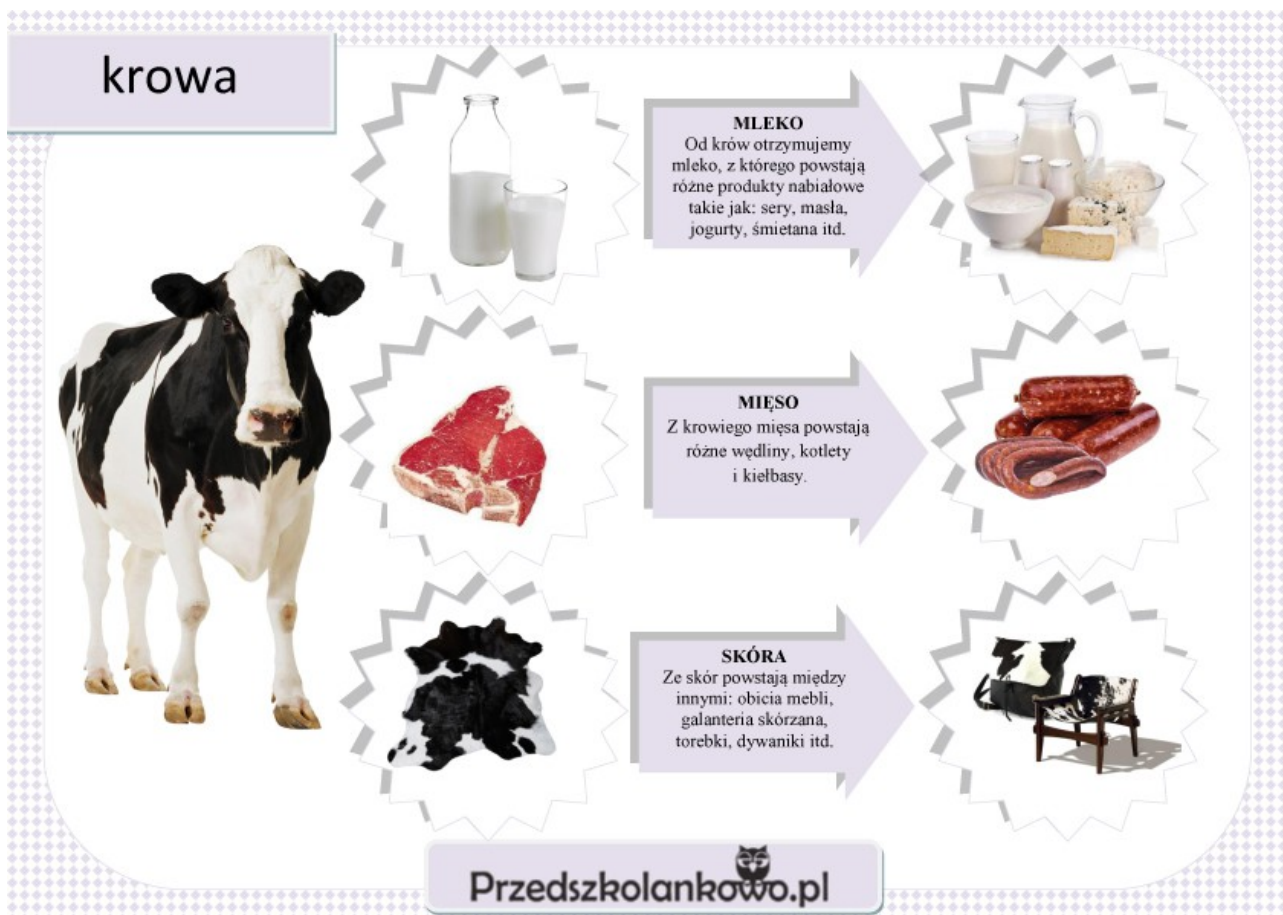 krowa
MLEKO
Od krów otrzymujemy
mleko, z którego powstają
różne produkty nabiałowe
takie jak: sery, masła,
jogurty, śmietana itd.
MIĘSO
Z krowiego mięsa powstają
różne wędliny, kotlety
i kiełbasy.
SKÓRA
Ze skór powstają między
innymi: obicia mebli,
galanteria skórzana,
torebki, dywaniki itd.
Przedszkolankowo.pl